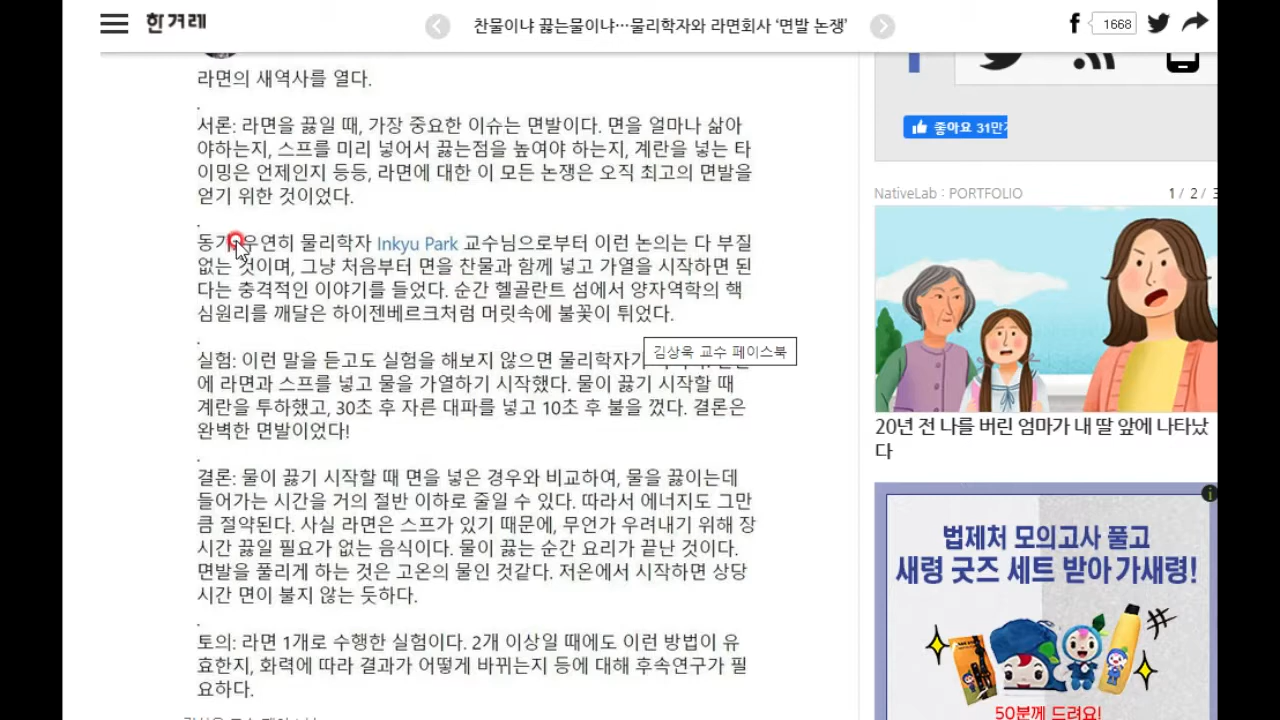 한겨레
찬물이냐 끓는물이냐…물리학자와 라면회사 ‘면발 논쟁’
1668
라면의 새역사를 열다.
.
서론: 라면을 끓일 때, 가장 중요한 이슈는 면발이다. 면을 얼마나 삶아
야하는지, 스프를 미리 넣어서 끓는점을 높여야 하는지, 계란을 넣는 타
이밍은 언제인지 등등, 라면에 대한 이 모든 논쟁은 오직 최고의 면발을
얻기 위한 것이었다.
.
동기: 우연히 물리학자 Inkyu Park 교수님으로부터 이런 논의는 다 부질
없는 것이며, 그냥 처음부터 면을 찬물과 함께 넣고 가열을 시작하면 된
다는 충격적인 이야기를 들었다. 순간 헬골란트 섬에서 양자역학의 핵
심원리를 깨달은 하이젠베르크처럼 머릿속에 불꽃이 튀었다.
.
실험: 이런 말을 듣고도 실험을 해보지 않으면 물리학자가
김상욱 교수 페이스북
에 라면과 스프를 넣고 물을 가열하기 시작했다. 물이 끓기 시작할 때
계란을 투하했고, 30초 후 자른 대파를 넣고 10초 후 불을 껐다. 결론은
완벽한 면발이었다!
.
결론: 물이 끓기 시작할 때 면을 넣은 경우와 비교하여, 물을 끓이는데
들어가는 시간을 거의 절반 이하로 줄일 수 있다. 따라서 에너지도 그만
큼 절약된다. 사실 라면은 스프가 있기 때문에, 무언가 우려내기 위해 장
시간 끓일 필요가 없는 음식이다. 물이 끓는 순간 요리가 끝난 것이다.
면발을 풀리게 하는 것은 고온의 물인 것같다. 저온에서 시작하면 상당
시간 면이 불지 않는 듯하다.
.
토의: 라면 1개로 수행한 실험이다. 2개 이상일 때에도 이런 방법이 유
효한지, 화력에 따라 결과가 어떻게 바뀌는지 등에 대해 후속연구가 필
요하다.
좋아요 31만
NativeLab : PORTFOLIO
1 / 2 / 3
20년 전 나를 버린 엄마가 내 딸 앞에 나타났
다
법제처 모의고사 풀고
새령 굿즈 세트 받아 가새령!
50분께 드려요!